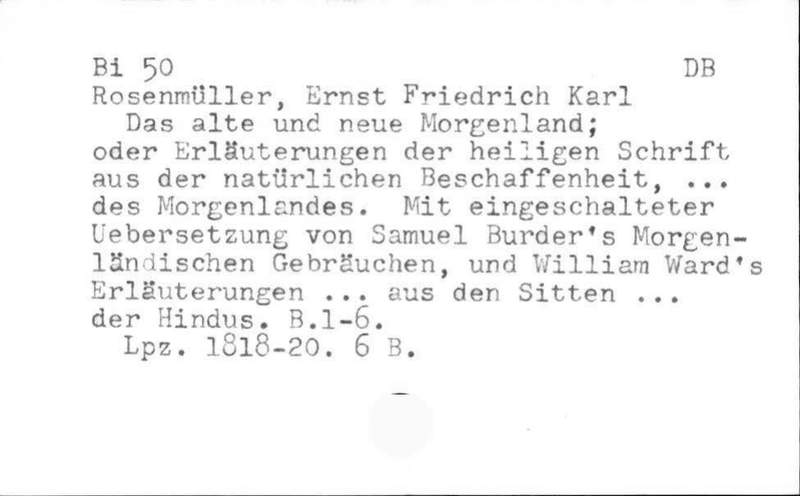 Bi 50 DB
Rosenmüller, Ernst Friedrich Karl
Das alte und neue Morgenland;
oder Erläuterungen der heiligen Schrift
aus der natürlichen Beschaffenheit, ...
des Morgenlandes. Mit eingeschalteter
Uebersetzung von Samuel Burder's Morgen-
ländischen Gebräuchen, und William Ward's
Erläuterungen ... aus den Sitten ...
der Hindus. B.1-6.
Lpz. 1818-20. 6 B.